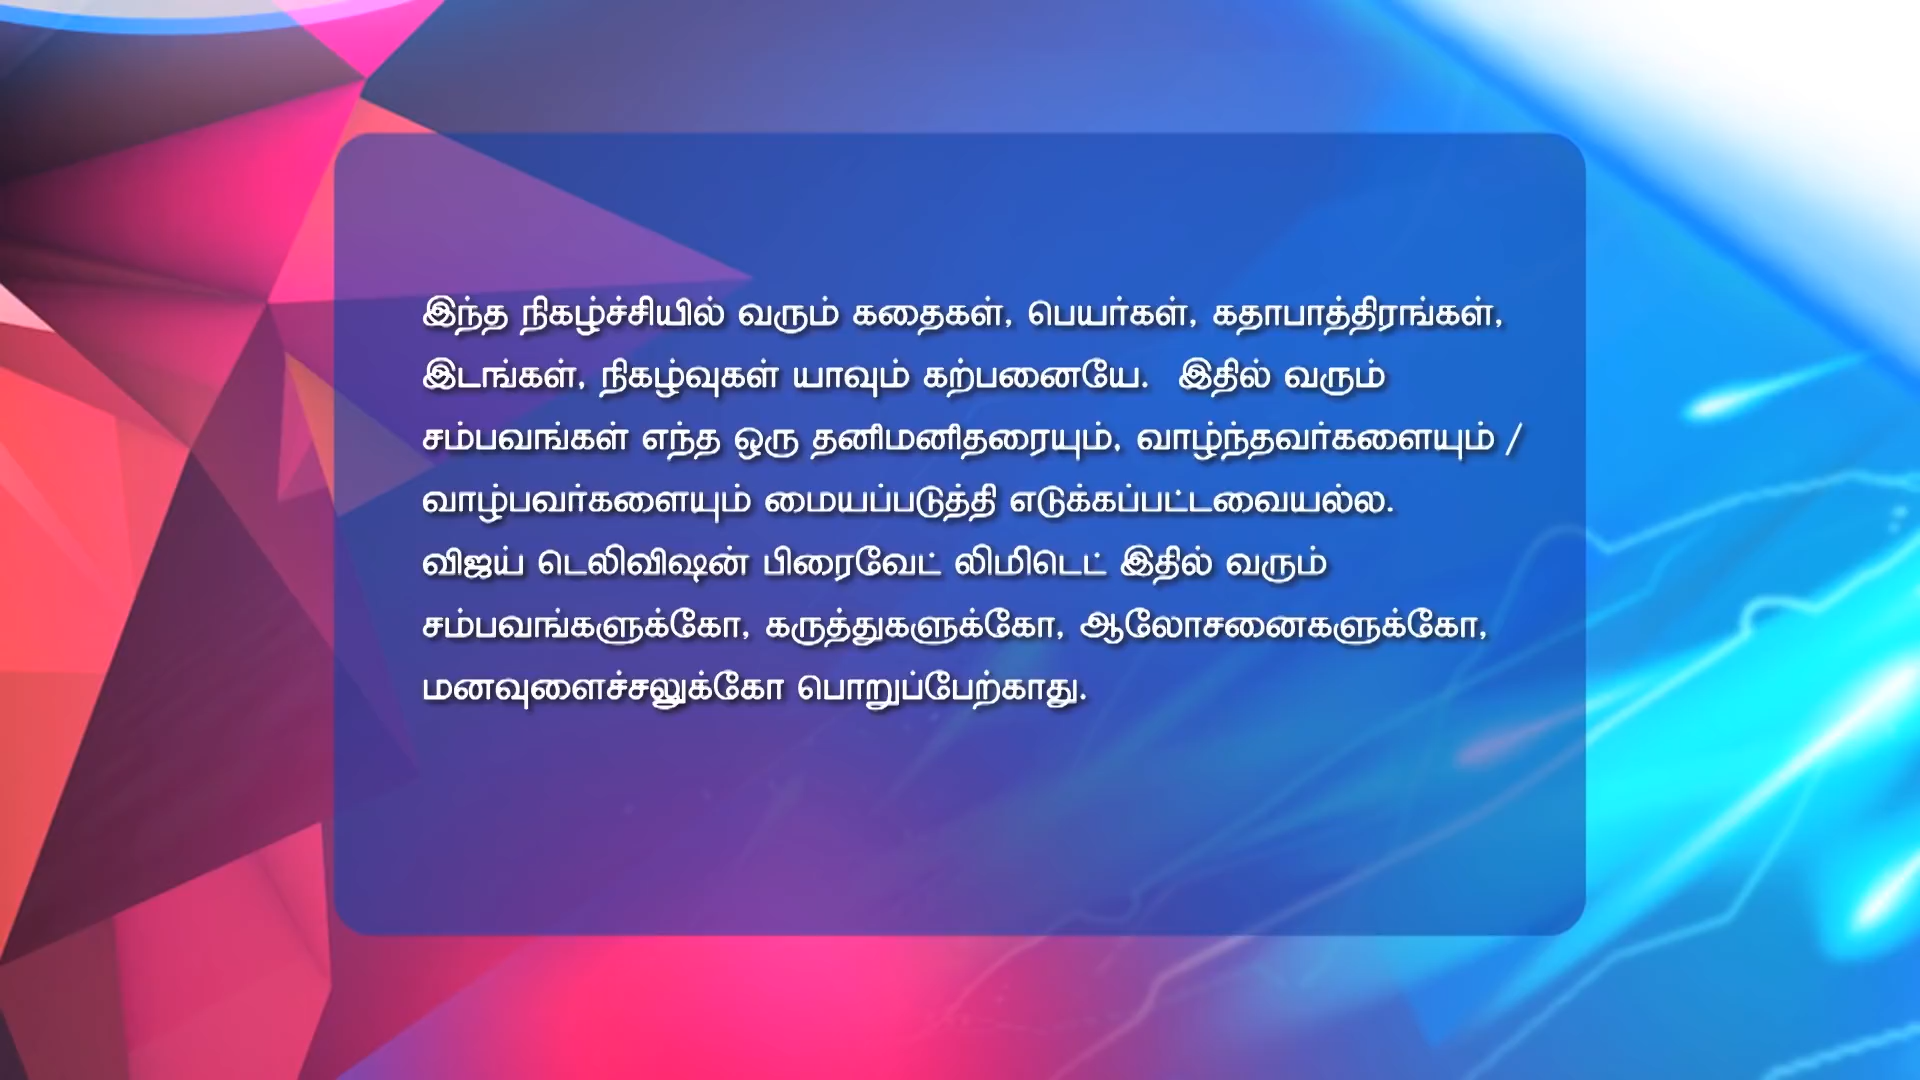 இந்த நிகழ்ச்சியில் வரும் கதைகள், பெயர்கள், கதாபாத்திரங்கள்,
இடங்கள், நிகழ்வுகள் யாவும் கற்பனையே. இதில் வரும்
சம்பவங்கள் எந்த ஒரு தனிமனிதரையும், வாழ்ந்தவர்களையும் /
வாழ்பவர்களையும் மையப்படுத்தி எடுக்கப்பட்டவையல்ல.
விஜய் டெலிவிஷன் பிரைவேட் லிமிடெட் இதில் வரும்
சம்பவங்களுக்கோ, கருத்துகளுக்கோ, ஆலோசனைகளுக்கோ,
மனவுளைச்சலுக்கோ பொறுப்பேற்காது.